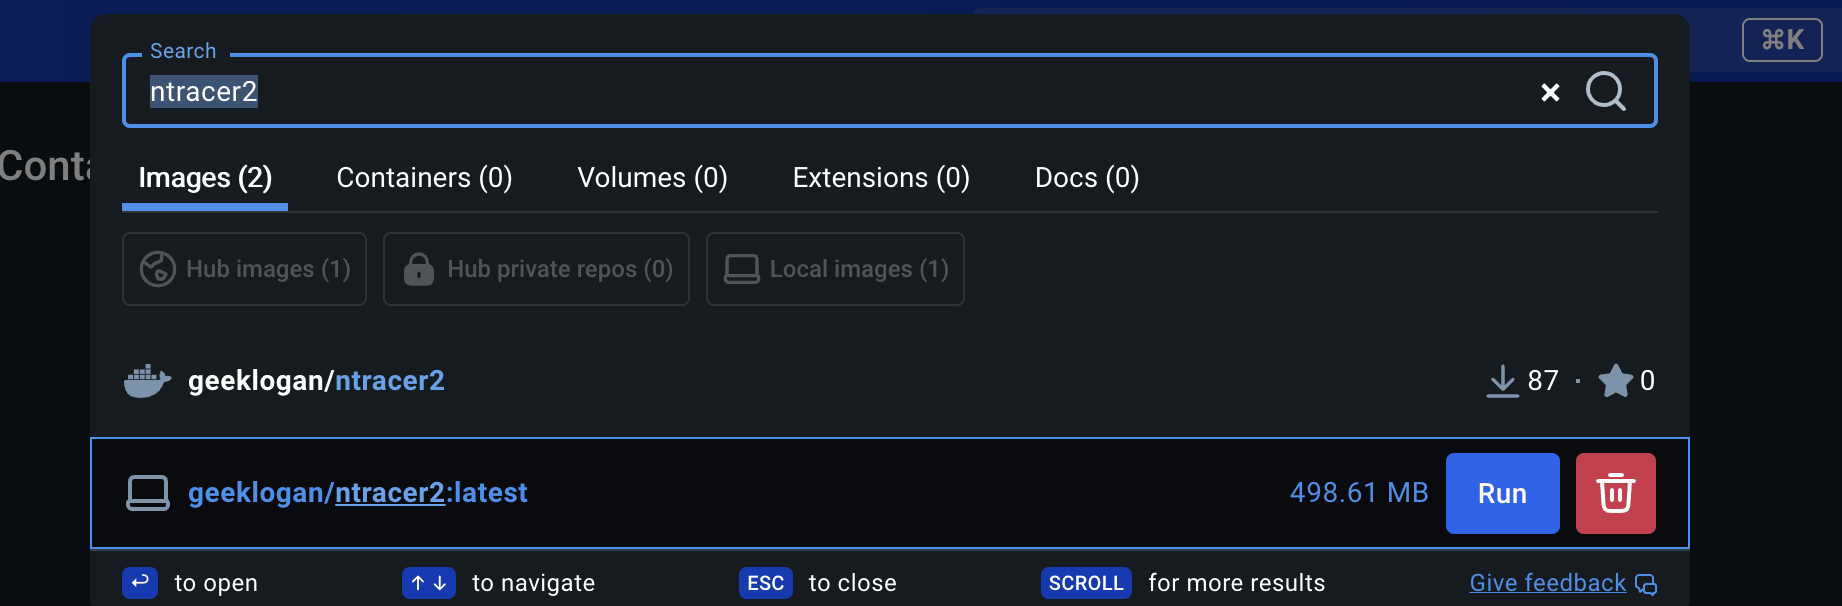 ⌘K
Search
ntracer2
Images (2) Containers (0) Volumes (0) Extensions (0) Docs (0)
Hub images (1) Hub private repos (0) Local images (1)
geeklogan/ntracer2 87 · 0
geeklogan/ntracer2:latest 498.61 MB Run
to open ↑ ↓ to navigate ESC to close SCROLL for more results Give feedback